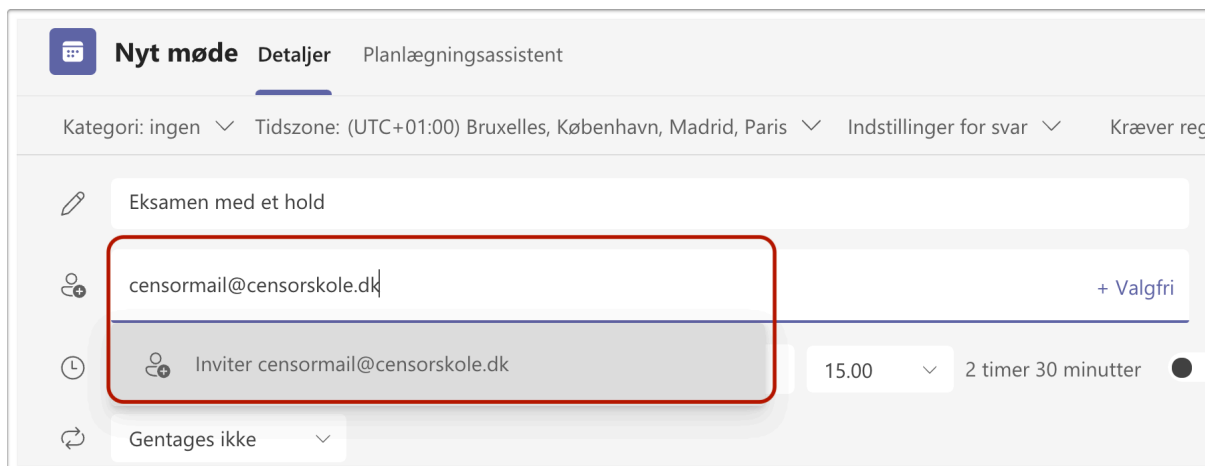 Nyt møde Detaljer Planlægningsassistent
Kategori: ingen Tidszone: (UTC+01:00) Bruxelles, København, Madrid, Paris Indstillinger for svar Kræver reg
Eksamen med et hold
censormail@censorskole.dk
+ Valgfri
Inviter censormail@censorskole.dk
15.00 2 timer 30 minutter
Gentages ikke